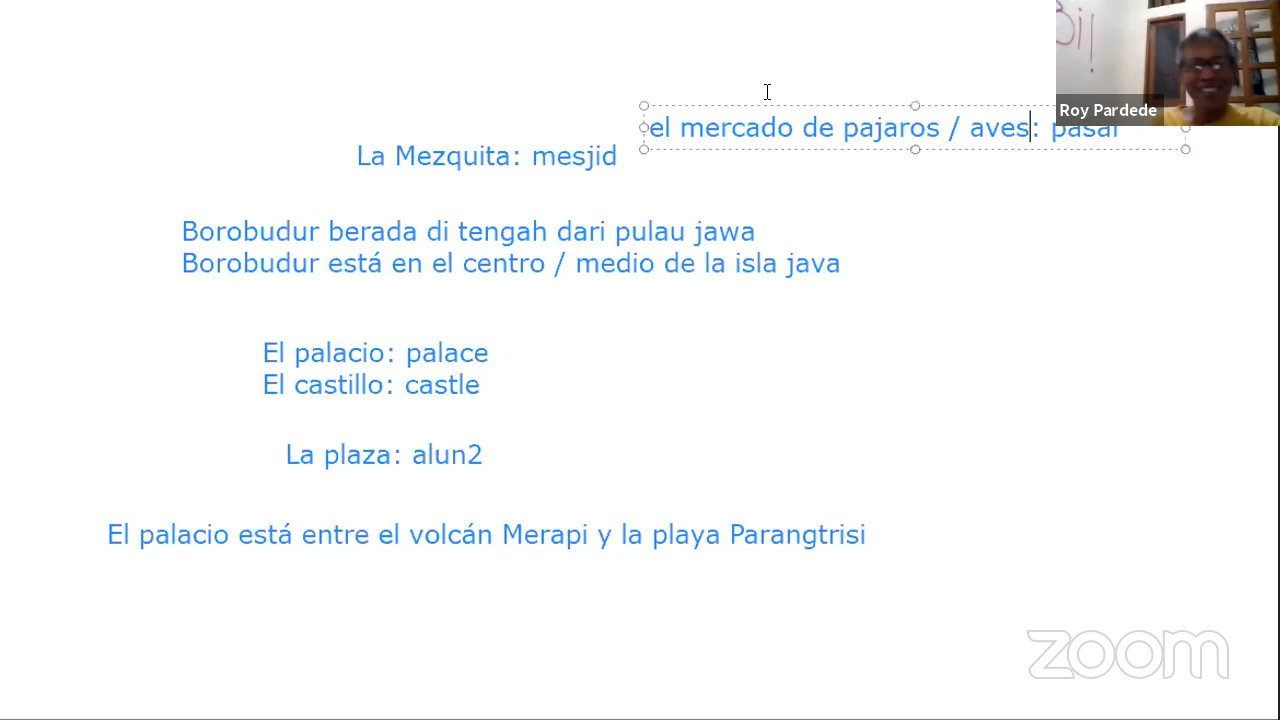 Bil
Roy Pardede
el mercado de pajaros / aves: pasar
La Mezquita: mesjid
Borobudur berada di tengah dari pulau jawa
Borobudur está en el centro / medio de la isla java
El palacio: palace
El castillo: castle
La plaza: alun2
El palacio está entre el volcán Merapi y la playa Parangtrisi
zoom